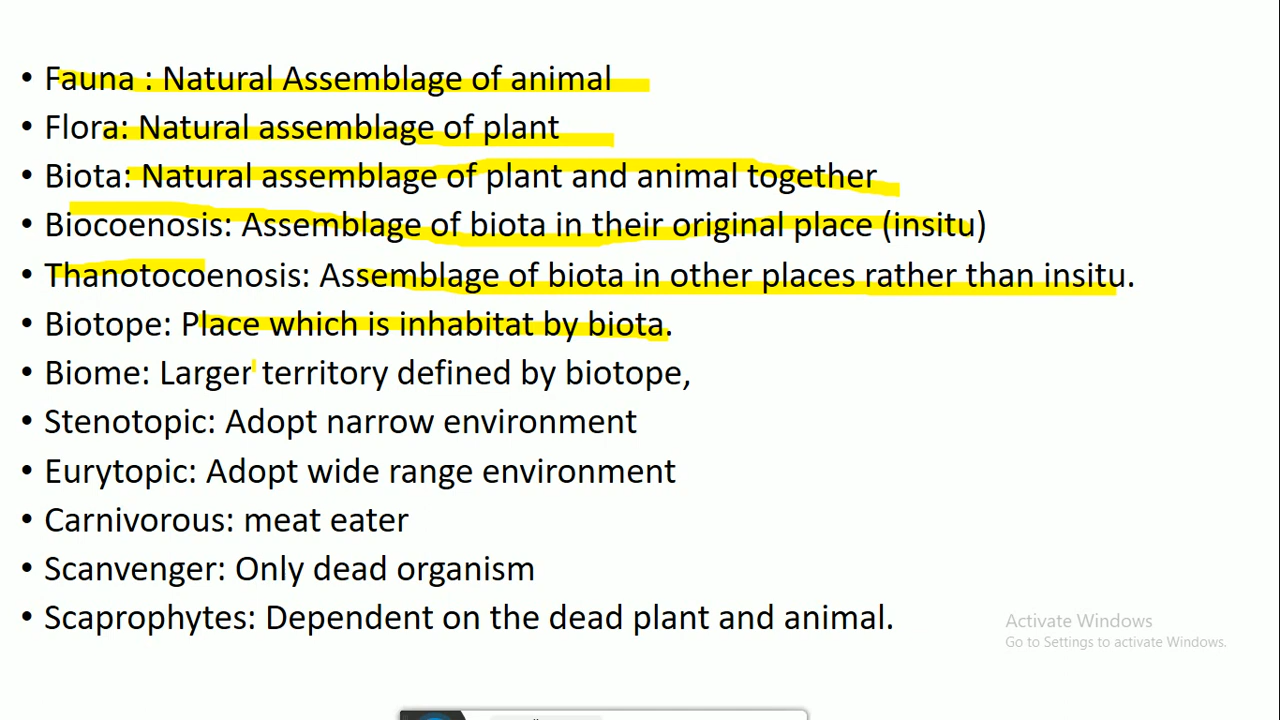 • Fauna : Natural Assemblage of animal
• Flora: Natural assemblage of plant
• Biota: Natural assemblage of plant and animal together
• Biocoenosis: Assemblage of biota in their original place (insitu)
• Thanotocoenosis: Assemblage of biota in other places rather than insitu.
• Biotope: Place which is inhabitat by biota.
• Biome: Larger territory defined by biotope,
• Stenotopic: Adopt narrow environment
• Eurytopic: Adopt wide range environment
• Carnivorous: meat eater
• Scanvenger: Only dead organism
• Scaprophytes: Dependent on the dead plant and animal.
Activate Windows
Go to Settings to activate Windows.